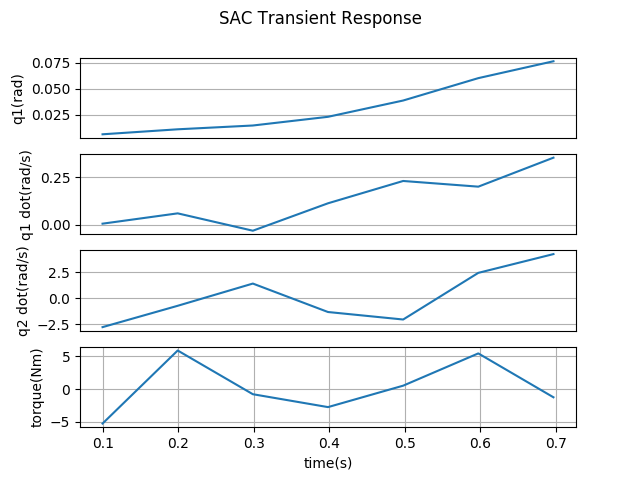 SAC Transient Response
0.075
0.050
0.025
q1(rad)
0.25
0.00
q1 dot(rad/s)
2.5
0.0
−2.5
q2 dot(rad/s)
5
0
−5
torque(Nm)
0.1 0.2 0.3 0.4 0.5 0.6 0.7
time(s)